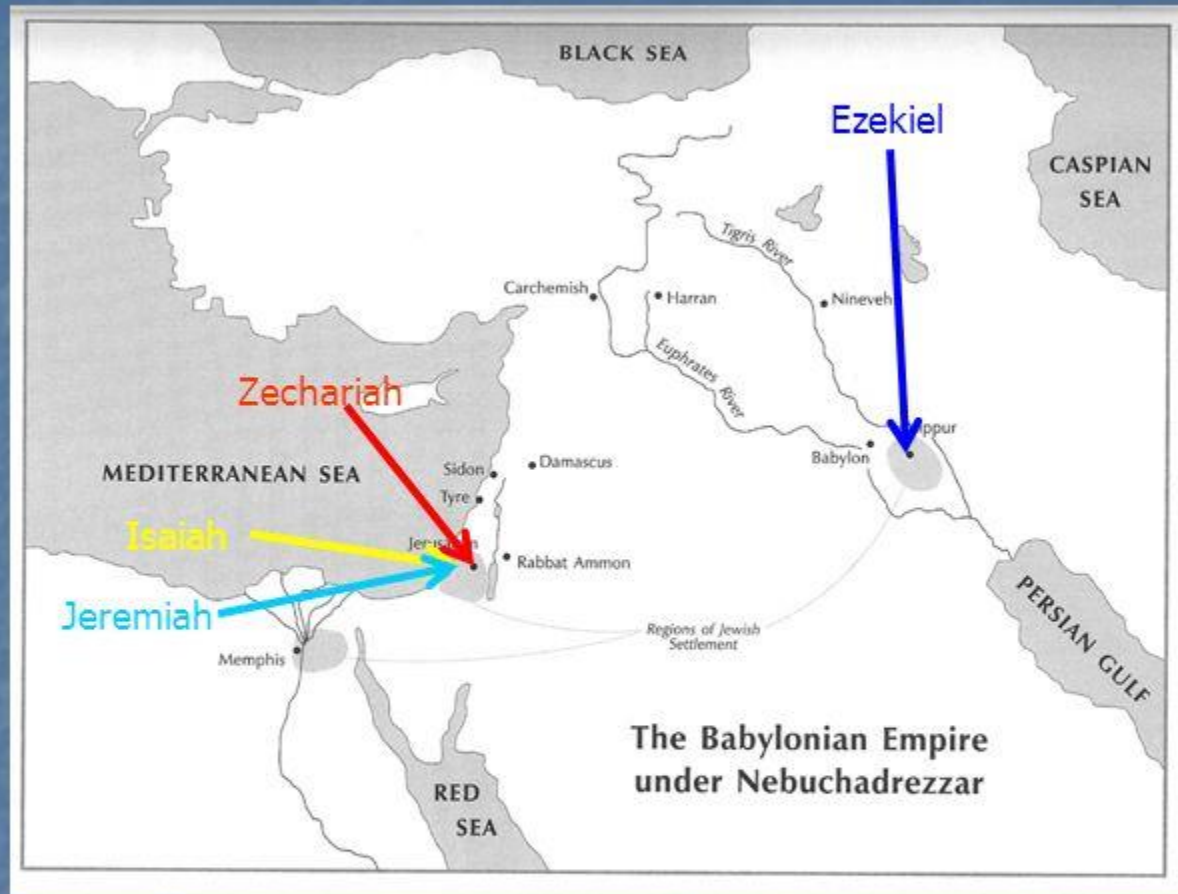 BLACK SEA
Ezekiel
CASPIAN
SEA
Tigris River
Carchemish
Harran
Nineveh
Euphrates River
Zechariah
Babylon
MEDITERRANEAN SEA
Sidon
Damascus
Tyre
Isaiah
Rabbat Ammon
Jeremiah
Regions of Jewish
Settlement
Memphis
PERSIAN GULF
The Babylonian Empire
under Nebuchadrezzar
RED
SEA